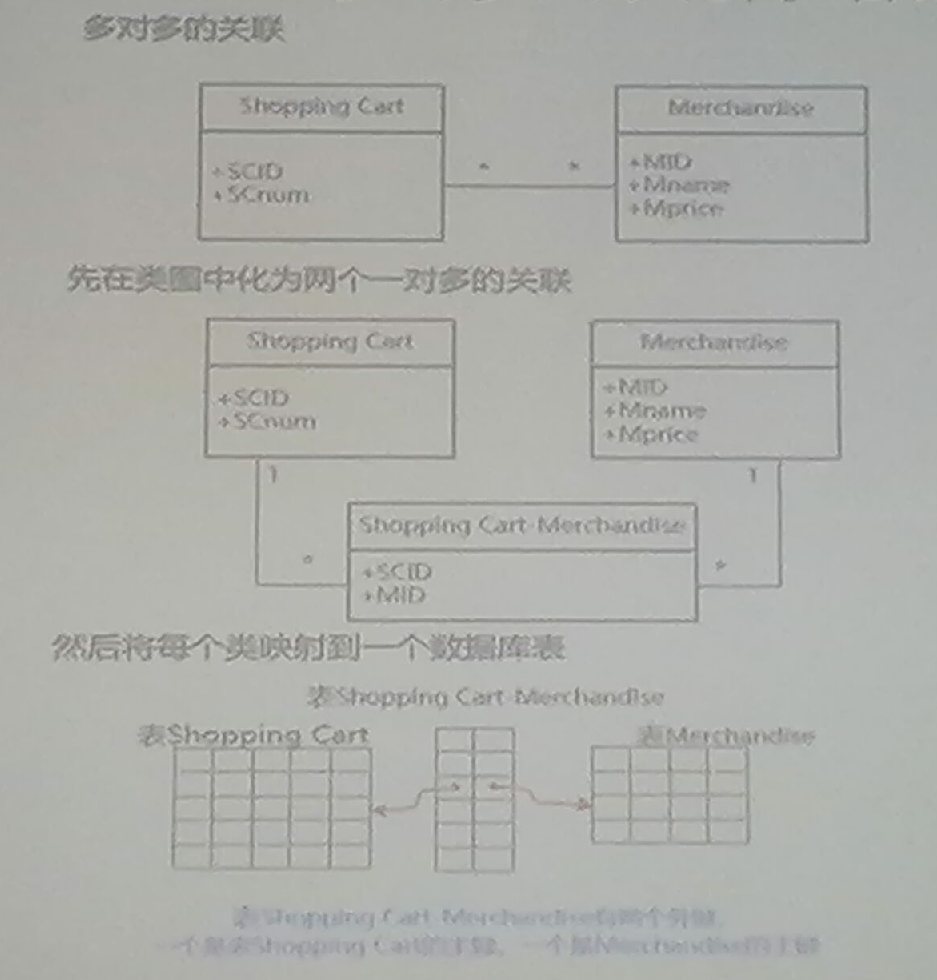 多对多的关联
Shopping Cart
Merchandise
+SCID
+SCnum
*
*
+MID
+Mname
+Mprice
先在类图中化为两个一对多的关联
Shopping Cart
Merchandise
+SCID
+SCnum
+MID
+Mname
+Mprice
1
1
Shopping Cart-Merchandise
*
*
+SCID
+MID
然后将每个类映射到一个数据库表
表Shopping Cart-Merchandise
表Shopping Cart
表Merchandise
表Shopping Cart-Merchandise有两个外键,
一个是表Shopping Cart的主键，一个是Merchandise的主键